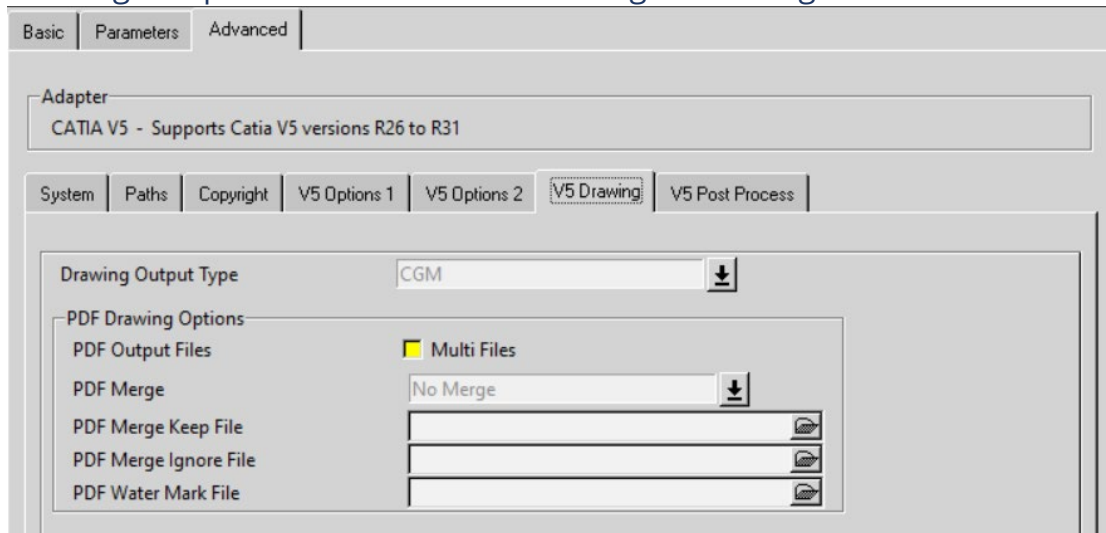 Basic Parameters Advanced
Adapter
CATIA V5 - Supports Catia V5 versions R26 to R31
System Paths Copyright V5 Options 1 V5 Options 2 V5 Drawing V5 Post Process
Drawing Output Type CGM
PDF Drawing Options
PDF Output Files Multi Files
PDF Merge No Merge
PDF Merge Keep File
PDF Merge Ignore File
PDF Water Mark File